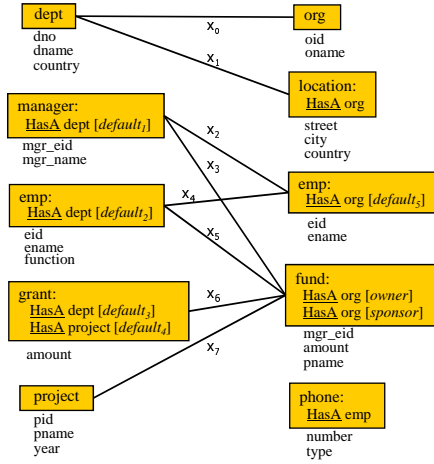 dept
dno
dname
country
manager:
HasA dept [default₁]
mgr_eid
mgr_name
emp:
HasA dept [default₂]
eid
ename
function
grant:
HasA dept [default₃]
HasA project [default₄]
amount
project
pid
pname
year
x₀
x₁
x₂
x₃
x₄
x₅
x₆
x₇
org
oid
oname
location:
HasA org
street
city
country
emp:
HasA org [default₅]
eid
ename
fund:
HasA org [owner]
HasA org [sponsor]
mgr_eid
amount
pname
phone:
HasA emp
number
type